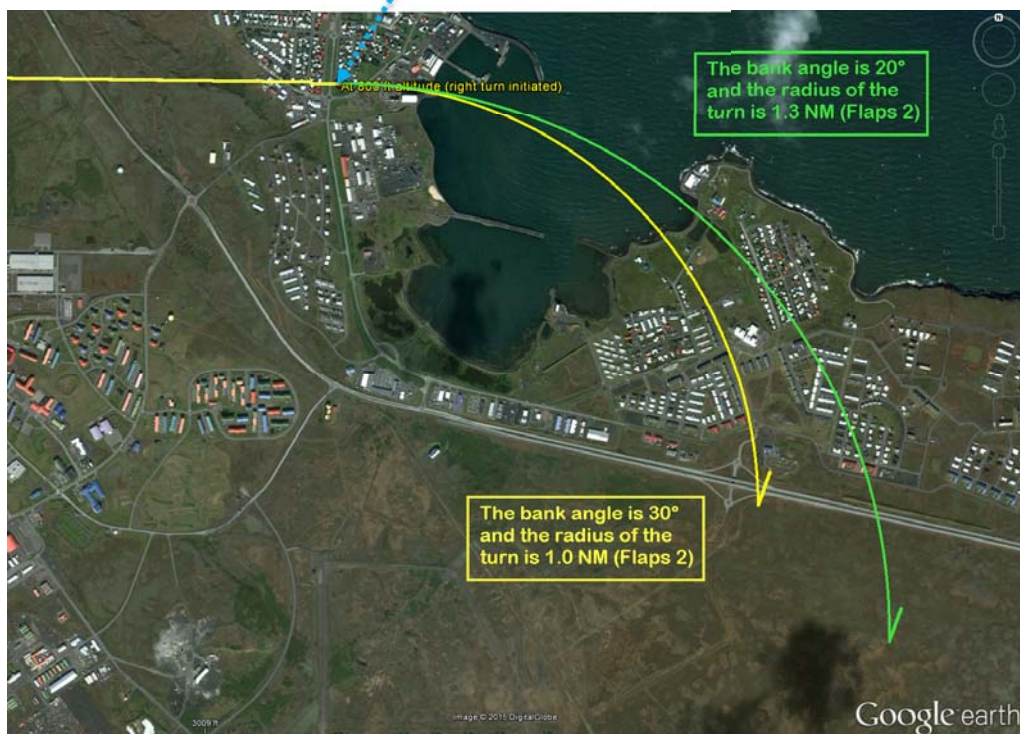 The bank angle is 20°
and the radius of the
turn is 1.3 NM (Flaps 2)
At 800 ft altitude (right turn initiated)
The bank angle is 30°
and the radius of the
turn is 1.0 NM (Flaps 2)
3009 ft
Image © 2015 DigitalGlobe
Google earth
N